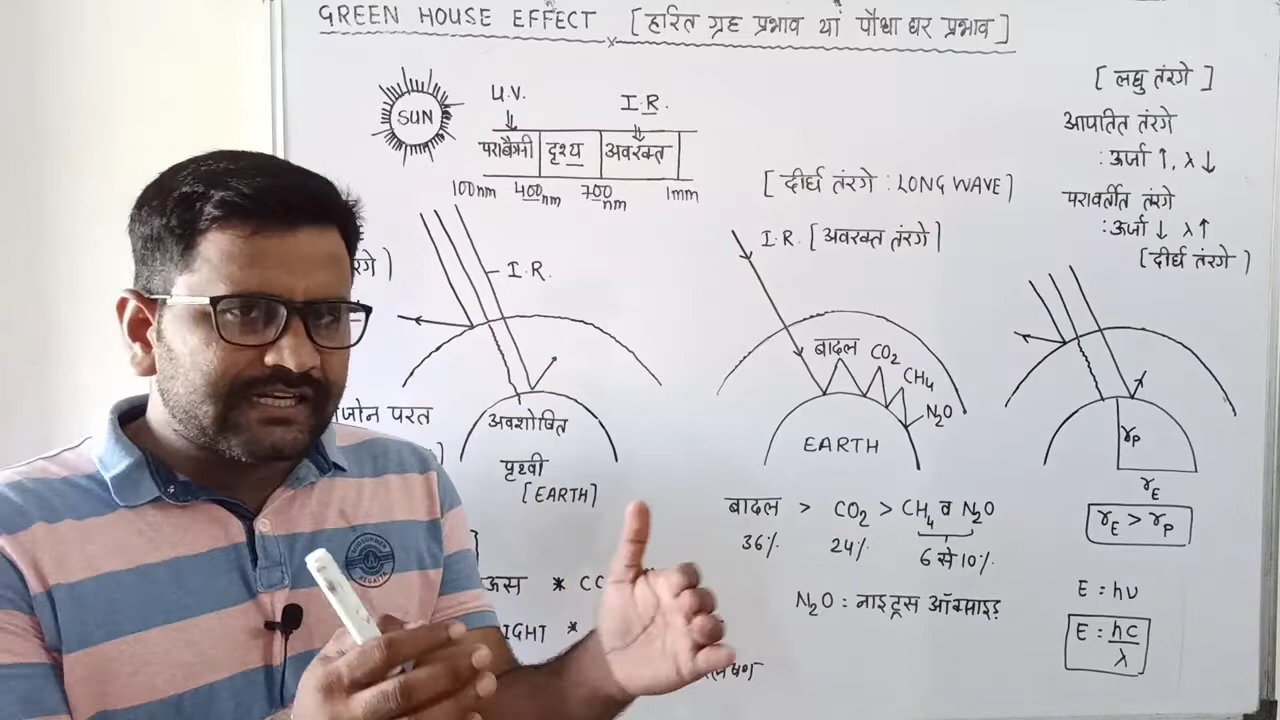 GREEN HOUSE EFFECT [हरित ग्रह प्रभाव यां पौधा घर प्रभाव]
SUN
U.V.
I.R.
पराबैगनी दृश्य अवरक्त
100nm 400nm 700nm 1mm
I.R.
अवशोषित
पृथ्वी
[EARTH]
[दीर्घ तरंगे : LONG WAVE]
I.R. [अवरक्त तरंगे]
बादल
CO2
CH4
N2O
EARTH
बादल > CO2 > CH4 व N2O
36% 24% 6 से 10%
N2O : नाइट्रस ऑक्साइड
[लघु तरंगे]
आपतित तरंगे
: ऊर्जा ↑, λ ↓
परावर्तीत तरंगे
: ऊर्जा ↓ λ ↑
[दीर्घ तरंगे)
rP
rE
rE > rP
E = hν
E = hc/λ
परत
IGHT *